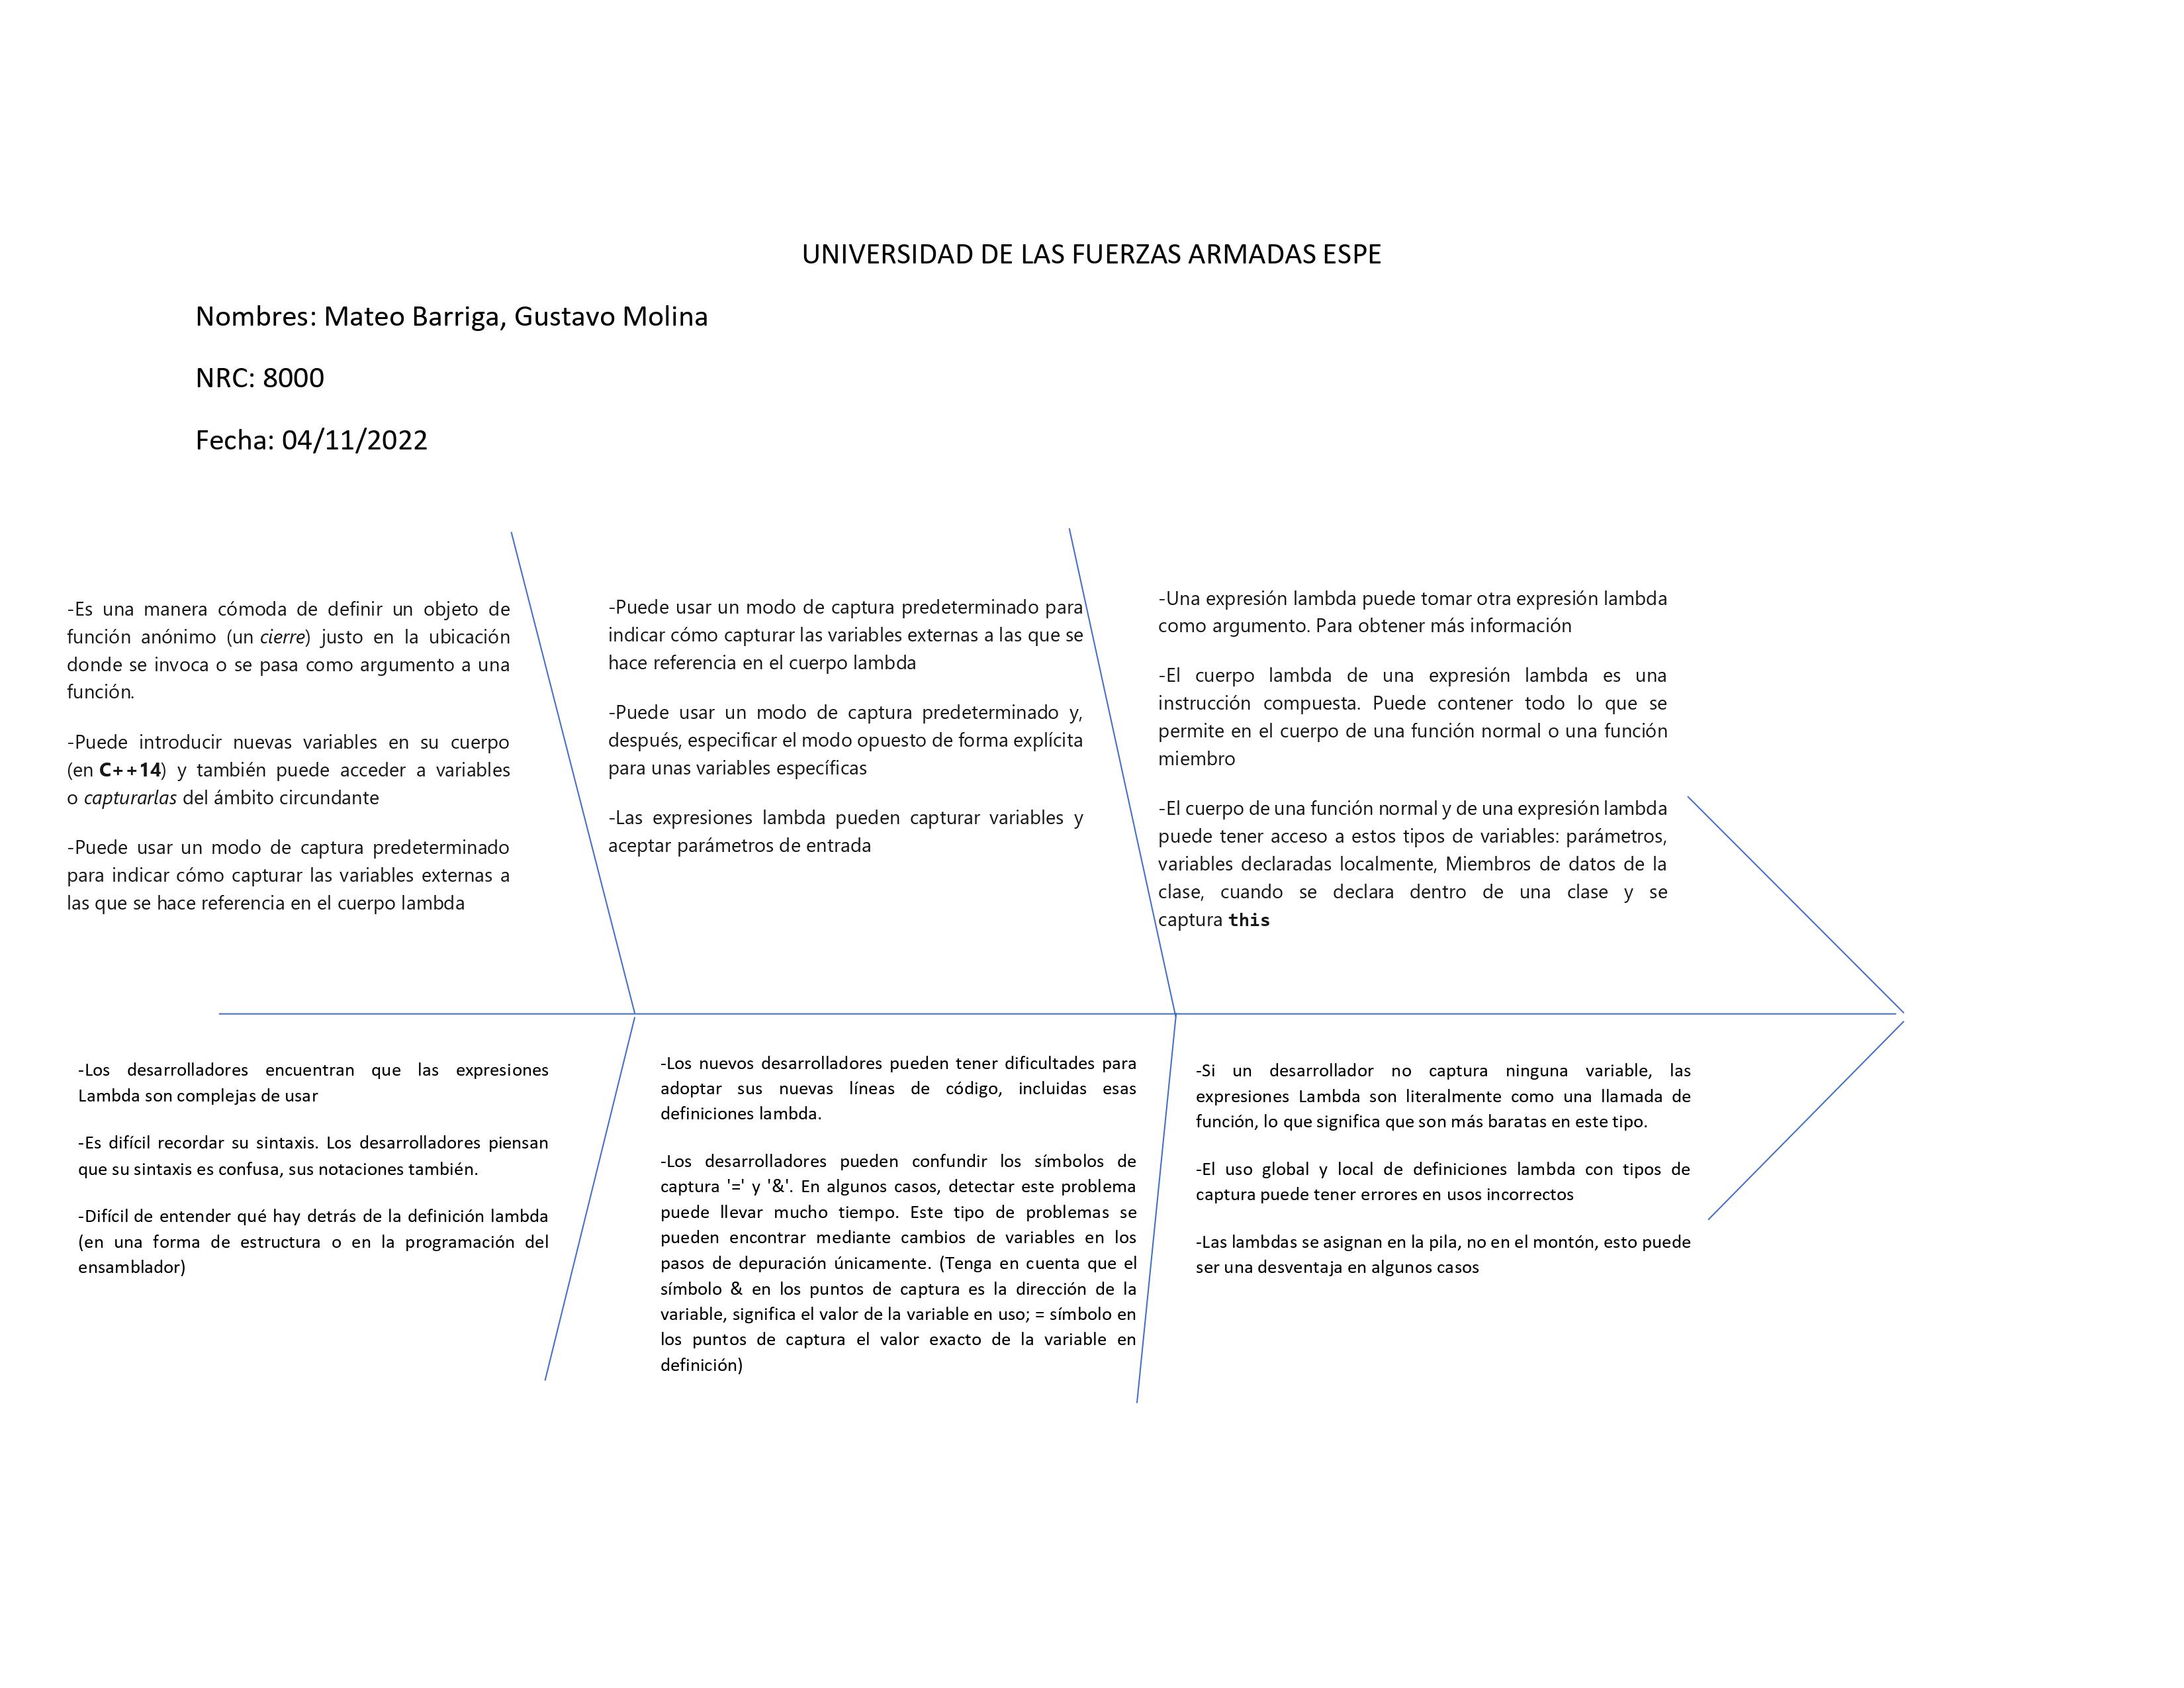 UNIVERSIDAD DE LAS FUERZAS ARMADAS ESPE
Nombres: Mateo Barriga, Gustavo Molina
NRC: 8000
Fecha: 04/11/2022
-Es una manera cómoda de definir un objeto de
función anónimo (un cierre) justo en la ubicación
donde se invoca o se pasa como argumento a una
función.
-Puede introducir nuevas variables en su cuerpo
(en C++14) y también puede acceder a variables
o capturarlas del ámbito circundante
-Puede usar un modo de captura predeterminado
para indicar cómo capturar las variables externas a
las que se hace referencia en el cuerpo lambda
-Puede usar un modo de captura predeterminado para
indicar cómo capturar las variables externas a las que se
hace referencia en el cuerpo lambda
-Puede usar un modo de captura predeterminado y,
después, especificar el modo opuesto de forma explícita
para unas variables específicas
-Las expresiones lambda pueden capturar variables y
aceptar parámetros de entrada
-Una expresión lambda puede tomar otra expresión lambda
como argumento. Para obtener más información
-El cuerpo lambda de una expresión lambda es una
instrucción compuesta. Puede contener todo lo que se
permite en el cuerpo de una función normal o una función
miembro
-El cuerpo de una función normal y de una expresión lambda
puede tener acceso a estos tipos de variables: parámetros,
variables declaradas localmente, Miembros de datos de la
clase, cuando se declara dentro de una clase y se
captura this
-Los desarrolladores encuentran que las expresiones
Lambda son complejas de usar
-Es difícil recordar su sintaxis. Los desarrolladores piensan
que su sintaxis es confusa, sus notaciones también.
-Difícil de entender qué hay detrás de la definición lambda
(en una forma de estructura o en la programación del
ensamblador)
-Los nuevos desarrolladores pueden tener dificultades para
adoptar sus nuevas líneas de código, incluidas esas
definiciones lambda.
-Los desarrolladores pueden confundir los símbolos de
captura '=' y '&'. En algunos casos, detectar este problema
puede llevar mucho tiempo. Este tipo de problemas se
pueden encontrar mediante cambios de variables en los
pasos de depuración únicamente. (Tenga en cuenta que el
símbolo & en los puntos de captura es la dirección de la
variable, significa el valor de la variable en uso; = símbolo en
los puntos de captura el valor exacto de la variable en
definición)
-Si un desarrollador no captura ninguna variable, las
expresiones Lambda son literalmente como una llamada de
función, lo que significa que son más baratas en este tipo.
-El uso global y local de definiciones lambda con tipos de
captura puede tener errores en usos incorrectos
-Las lambdas se asignan en la pila, no en el montón, esto puede
ser una desventaja en algunos casos